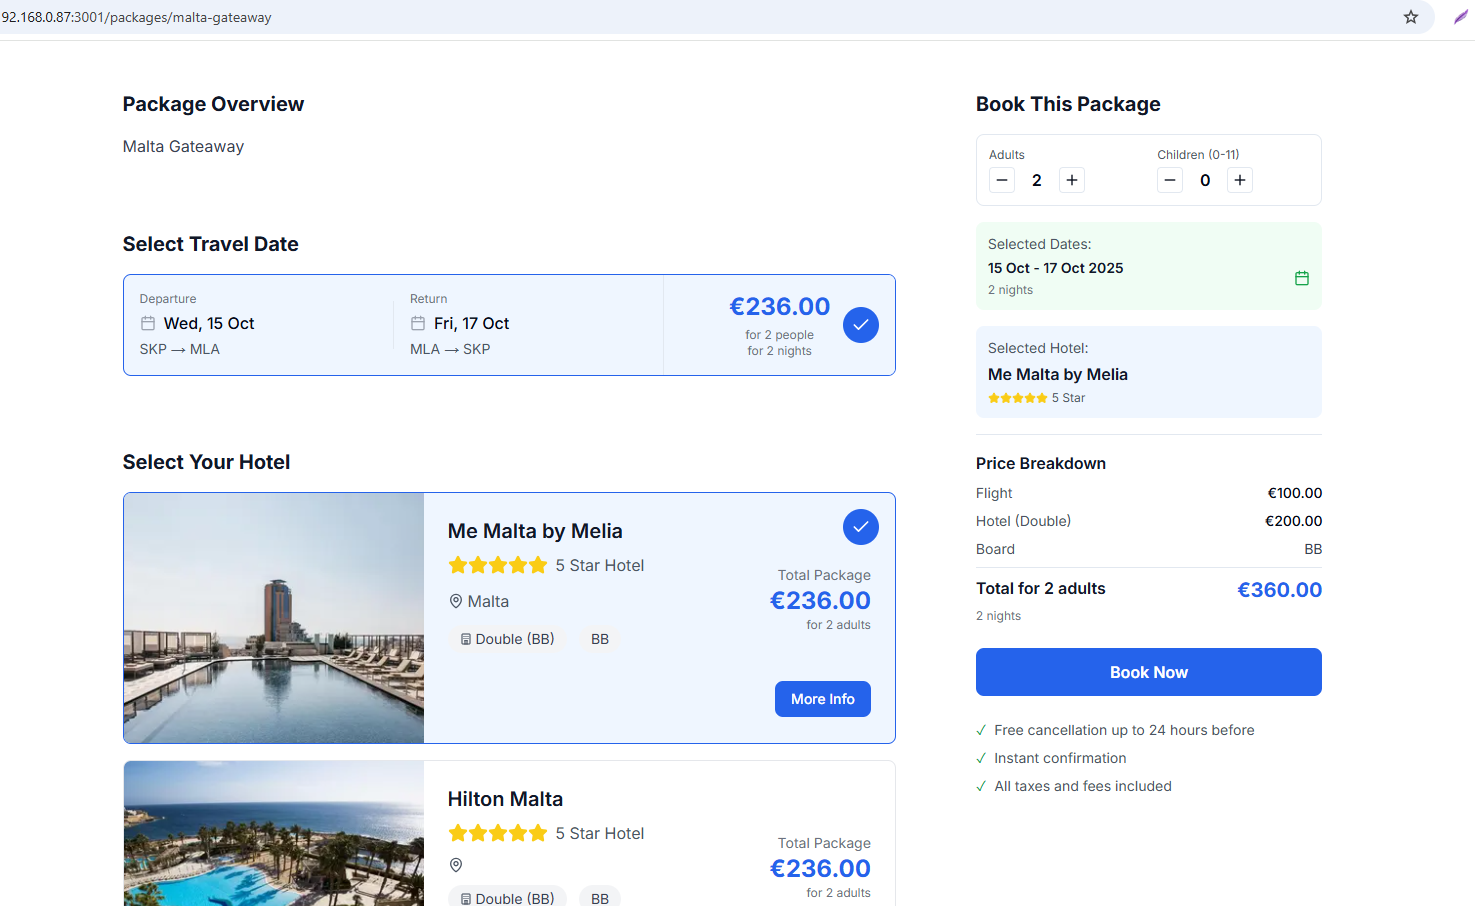 92.168.0.87:3001/packages/malta-gateaway
Package Overview
Malta Gateaway
Select Travel Date
Departure
Wed, 15 Oct
SKP → MLA
Return
Fri, 17 Oct
MLA → SKP
€236.00
for 2 people
for 2 nights
Select Your Hotel
Me Malta by Melia
5 Star Hotel
Malta
Double (BB)
BB
Total Package
€236.00
for 2 adults
More Info
Hilton Malta
5 Star Hotel
Double (BB)
BB
Total Package
€236.00
for 2 adults
Book This Package
Adults
− 2 +
Children (0-11)
− 0 +
Selected Dates:
15 Oct - 17 Oct 2025
2 nights
Selected Hotel:
Me Malta by Melia
5 Star
Price Breakdown
Flight €100.00
Hotel (Double) €200.00
Board BB
Total for 2 adults €360.00
2 nights
Book Now
✓ Free cancellation up to 24 hours before
✓ Instant confirmation
✓ All taxes and fees included